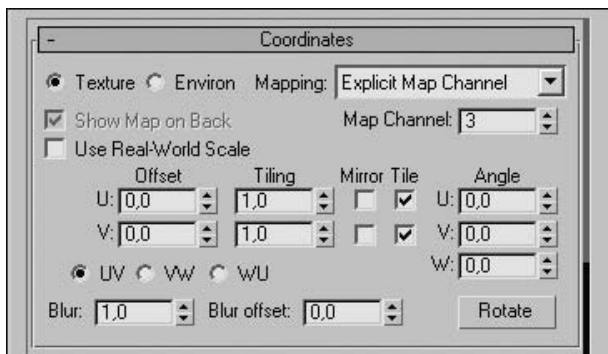 - Coordinates
Texture Environ Mapping: Explicit Map Channel
Show Map on Back Map Channel: 3
Use Real-World Scale
Offset Tiling Mirror Tile Angle
U: 0,0 1,0 U: 0,0
V: 0,0 1,0 V: 0,0
W: 0,0
UV VW WU
Blur: 1,0 Blur offset: 0,0 Rotate